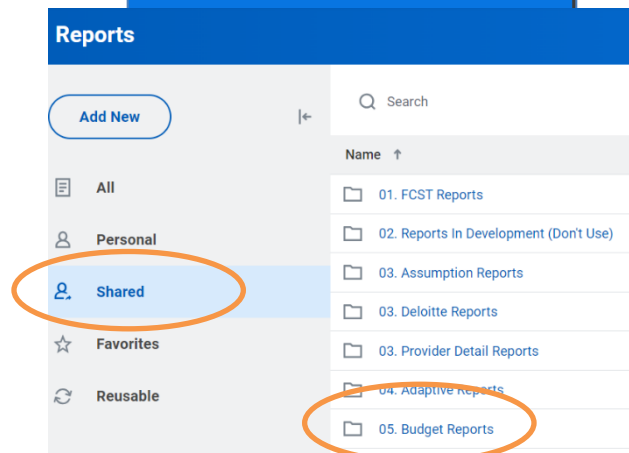 Reports
Add New
Search
Name ↑
All
Personal
Shared
Favorites
Reusable
01. FCST Reports
02. Reports In Development (Don't Use)
03. Assumption Reports
03. Deloitte Reports
03. Provider Detail Reports
04. Adaptive Reports
05. Budget Reports